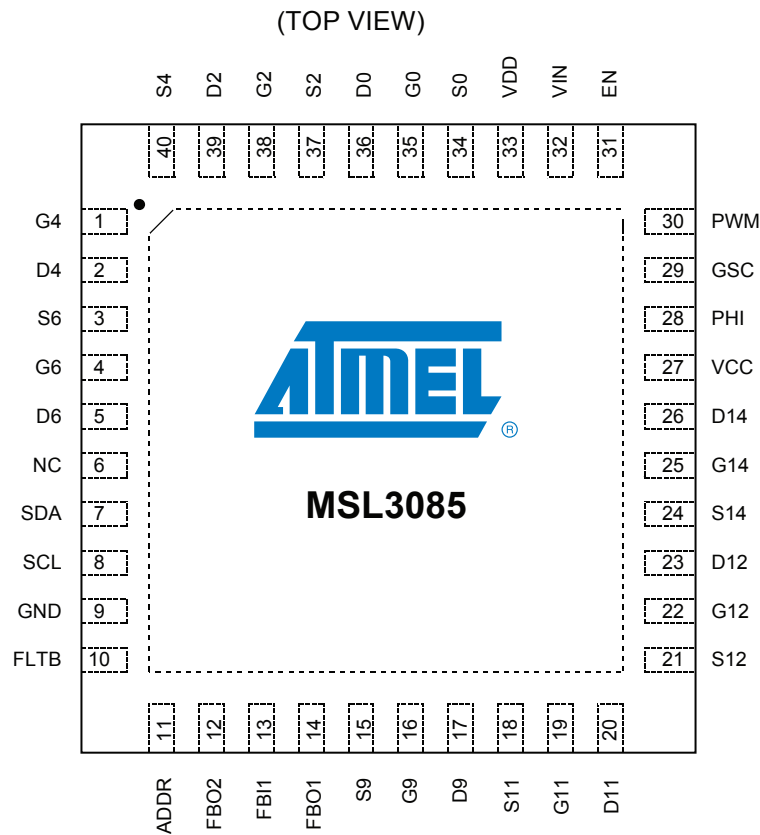 (TOP VIEW)
S4 D2 G2 S2 D0 G0 S0 VDD VIN EN
40 39 38 37 36 35 34 33 32 31
G4 1 30 PWM
D4 2 29 GSC
S6 3 28 PHI
G6 4 27 VCC
D6 5 26 D14
NC 6 25 G14
SDA 7 24 S14
SCL 8 23 D12
GND 9 22 G12
FLTB 10 21 S12
ATMEL ®
MSL3085
11 12 13 14 15 16 17 18 19 20
ADDR FBO2 FBI1 FBO1 S9 G9 D9 S11 G11 D11